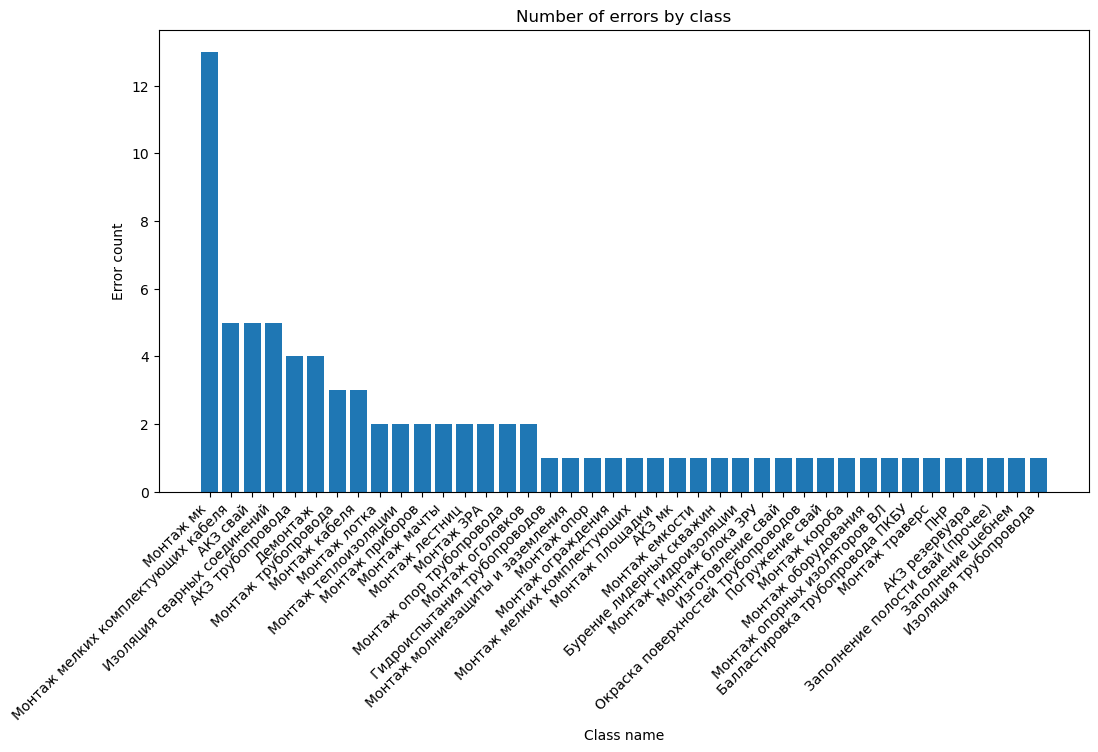 Number of errors by class
Error count
12
10
8
6
4
2
0
Монтаж мк
Монтаж мелких комплектующих кабеля
АКЗ свай
Изоляция сварных соединений
АКЗ трубопровода
Демонтаж
Монтаж трубопровода
Монтаж кабеля
Монтаж лотка
Монтаж теплоизоляции
Монтаж приборов
Монтаж мачты
Монтаж лестниц
Монтаж ЗРА
Монтаж опор трубопровода
Монтаж оголовков
Гидроиспытания трубопроводов
Монтаж молниезащиты и заземления
Монтаж опор
Монтаж ограждения
Монтаж мелких комплектующих
Монтаж площадки
АКЗ мк
Монтаж емкости
Бурение лидерных скважин
Монтаж гидроизоляции
Монтаж блока ЗРУ
Изготовление свай
Окраска поверхностей трубопроводов
Погружение свай
Монтаж короба
Монтаж оборудования
Монтаж опорных изоляторов ВЛ
Балластировка трубопровода ПКБУ
Монтаж траверс
ПНР
АКЗ резервуара
Заполнение полости свай (прочее)
Заполнение щебнем
Изоляция трубопровода
Class name